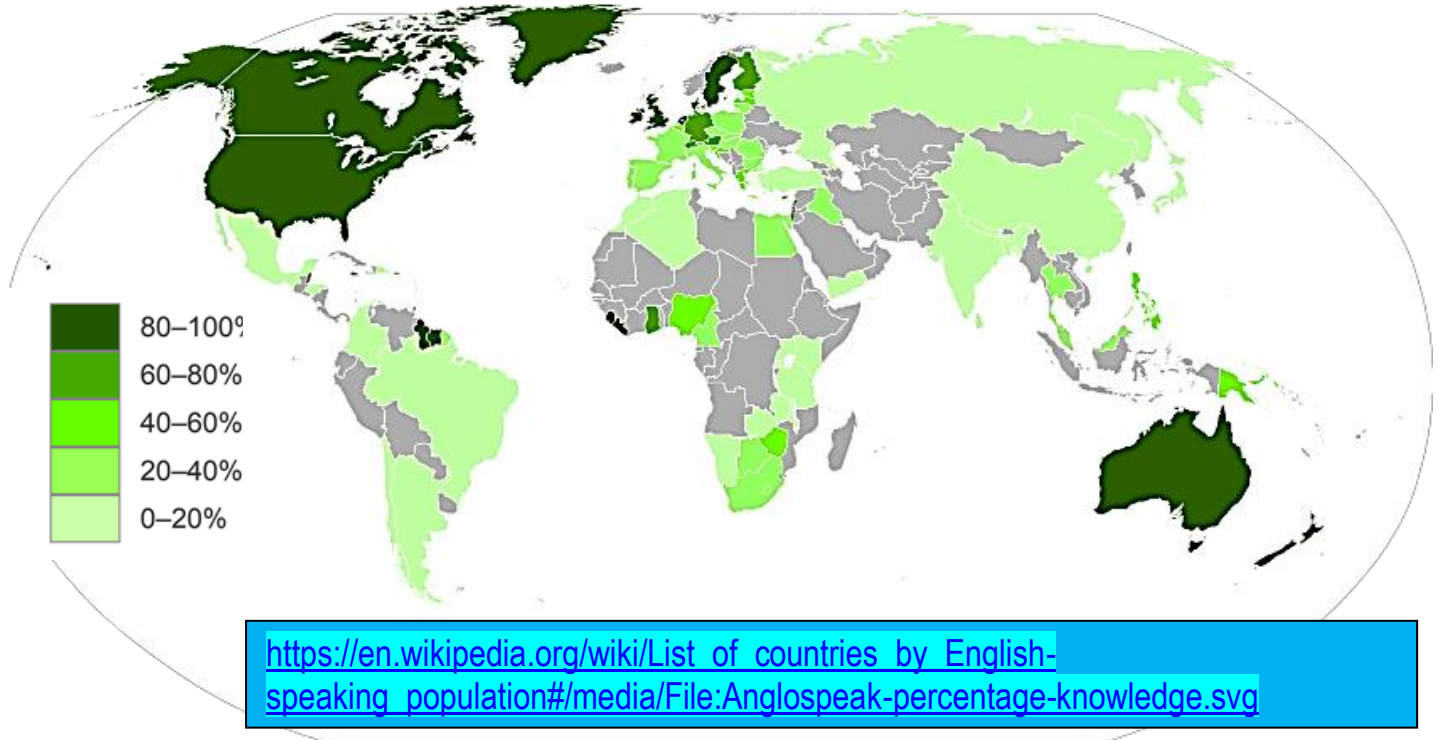 80–100%
60–80%
40–60%
20–40%
0–20%
https://en.wikipedia.org/wiki/List_of_countries_by_English-
speaking_population#/media/File:Anglospeak-percentage-knowledge.svg